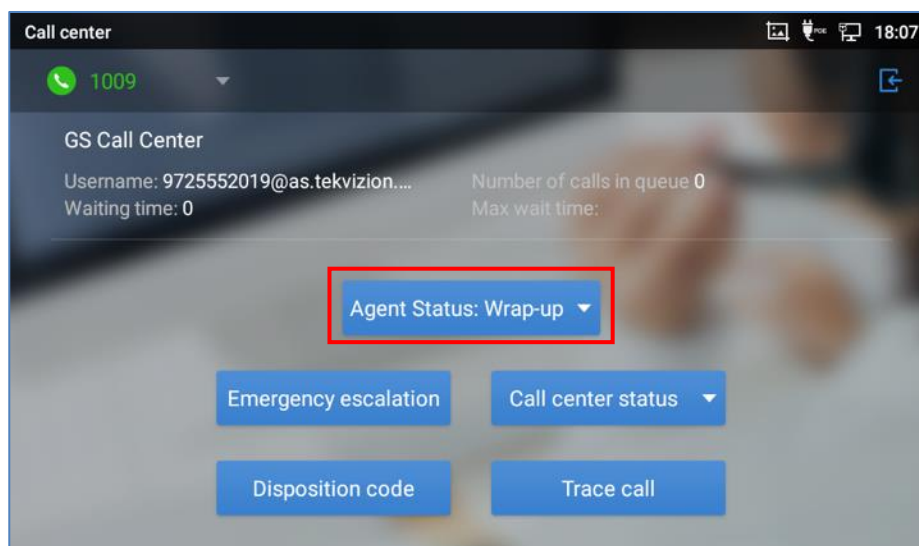 Call center POE 18:07
1009
GS Call Center
Username: 9725552019@as.tekvizion.... Number of calls in queue 0
Waiting time: 0 Max wait time:
Agent Status: Wrap-up
Emergency escalation Call center status
Disposition code Trace call